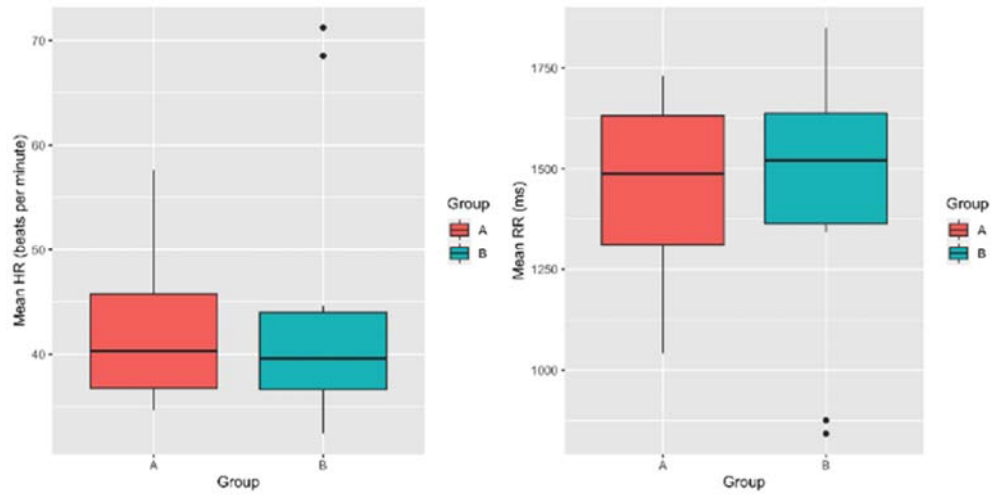 Mean HR (beats per minute)
70
60
50
40
A
B
Group
Group
A
B
Mean RR (ms)
1750
1500
1250
1000
A
B
Group
Group
A
B